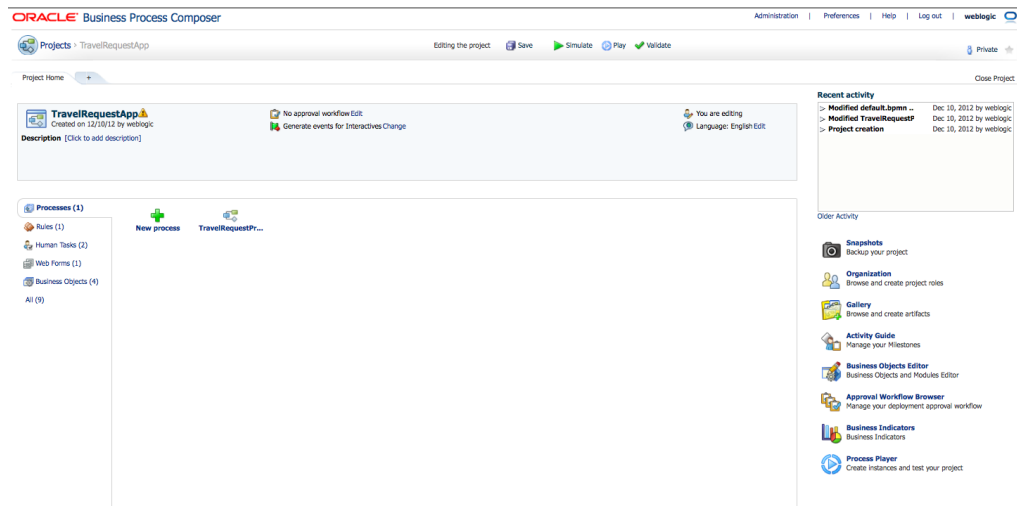 ORACLE Business Process Composer
Administration | Preferences | Help | Log out | weblogic
Projects › TravelRequestApp
Editing the project Save Simulate Play Validate
Private
Project Home +
Close Project
TravelRequestApp
Created on 12/10/12 by weblogic
Description [Click to add description]
No approval workflow Edit
Generate events for Interactives Change
You are editing
Language: English Edit
Recent activity
> Modified default.bpmn .. Dec 10, 2012 by weblogic
> Modified TravelRequestP Dec 10, 2012 by weblogic
> Project creation Dec 10, 2012 by weblogic
Older Activity
Processes (1)
Rules (1)
Human Tasks (2)
Web Forms (1)
Business Objects (4)
All (9)
New process
TravelRequestPr...
Snapshots
Backup your project
Organization
Browse and create project roles
Gallery
Browse and create artifacts
Activity Guide
Manage your Milestones
Business Objects Editor
Business Objects and Modules Editor
Approval Workflow Browser
Manage your deployment approval workflow
Business Indicators
Business Indicators
Process Player
Create instances and test your project